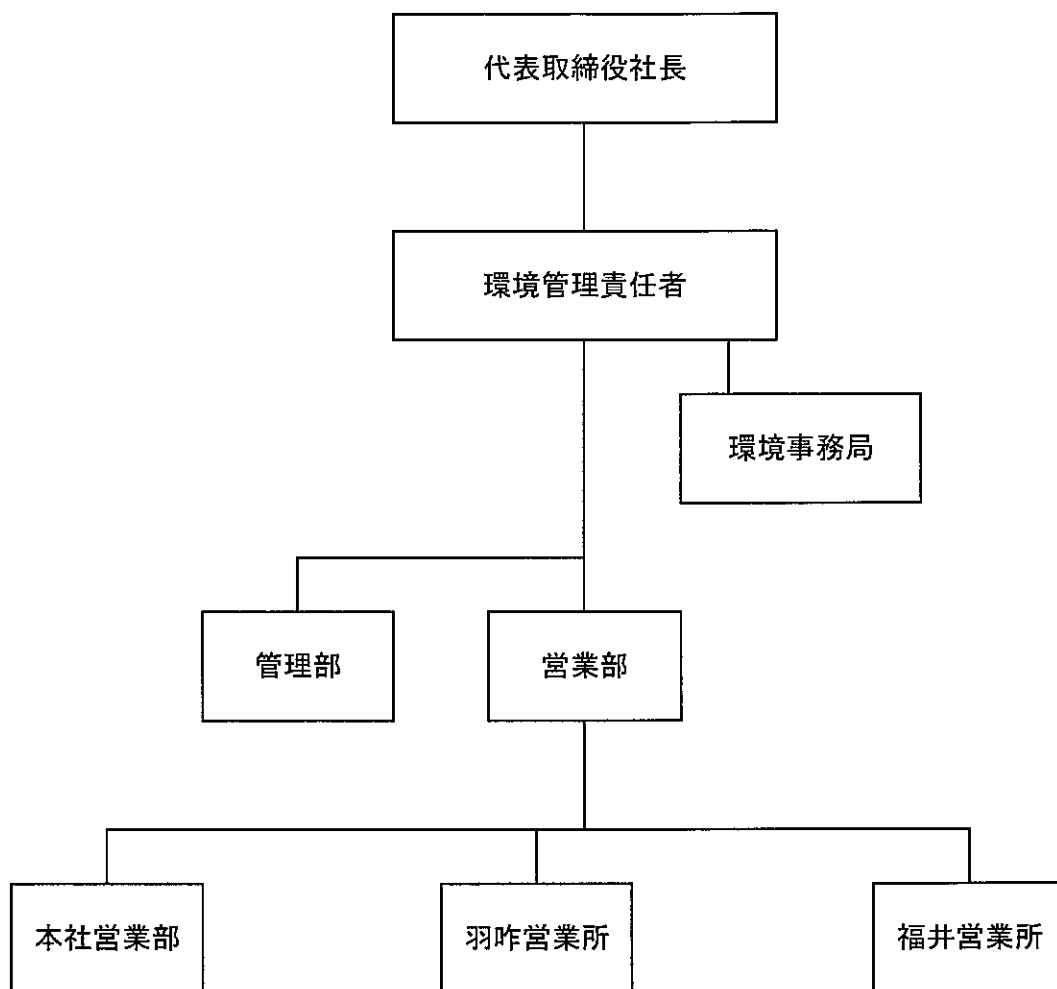 代表取締役社長
環境管理責任者
環境事務局
管理部
営業部
本社営業部
羽咋営業所
福井営業所